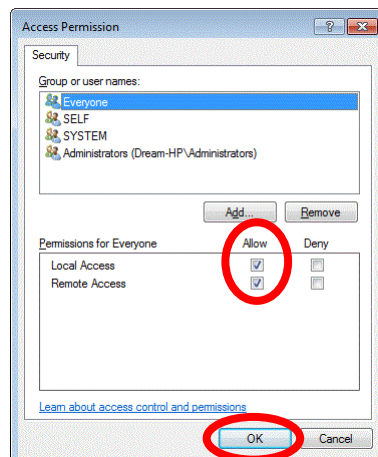 Access Permission
Security
Group or user names:
Everyone
SELF
SYSTEM
Administrators (Dream-HP\Administrators)
Add... Remove
Permissions for Everyone Allow Deny
Local Access
Remote Access
Learn about access control and permissions
OK Cancel